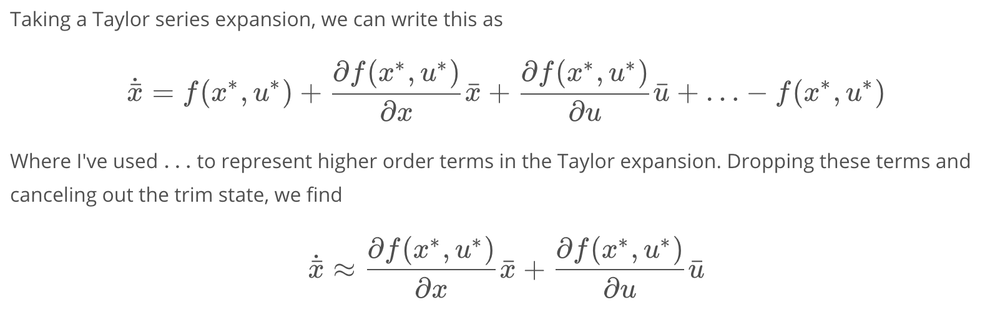 Taking a Taylor series expansion, we can write this as
$$\dot{\bar{x}} = f(x^*, u^*) + \frac{\partial f(x^*, u^*)}{\partial x} \bar{x} + \frac{\partial f(x^*, u^*)}{\partial u} \bar{u} + \ldots - f(x^*, u^*)$$
Where I've used . . . to represent higher order terms in the Taylor expansion. Dropping these terms and
canceling out the trim state, we find
$$\dot{\bar{x}} \approx \frac{\partial f(x^*, u^*)}{\partial x} \bar{x} + \frac{\partial f(x^*, u^*)}{\partial u} \bar{u}$$